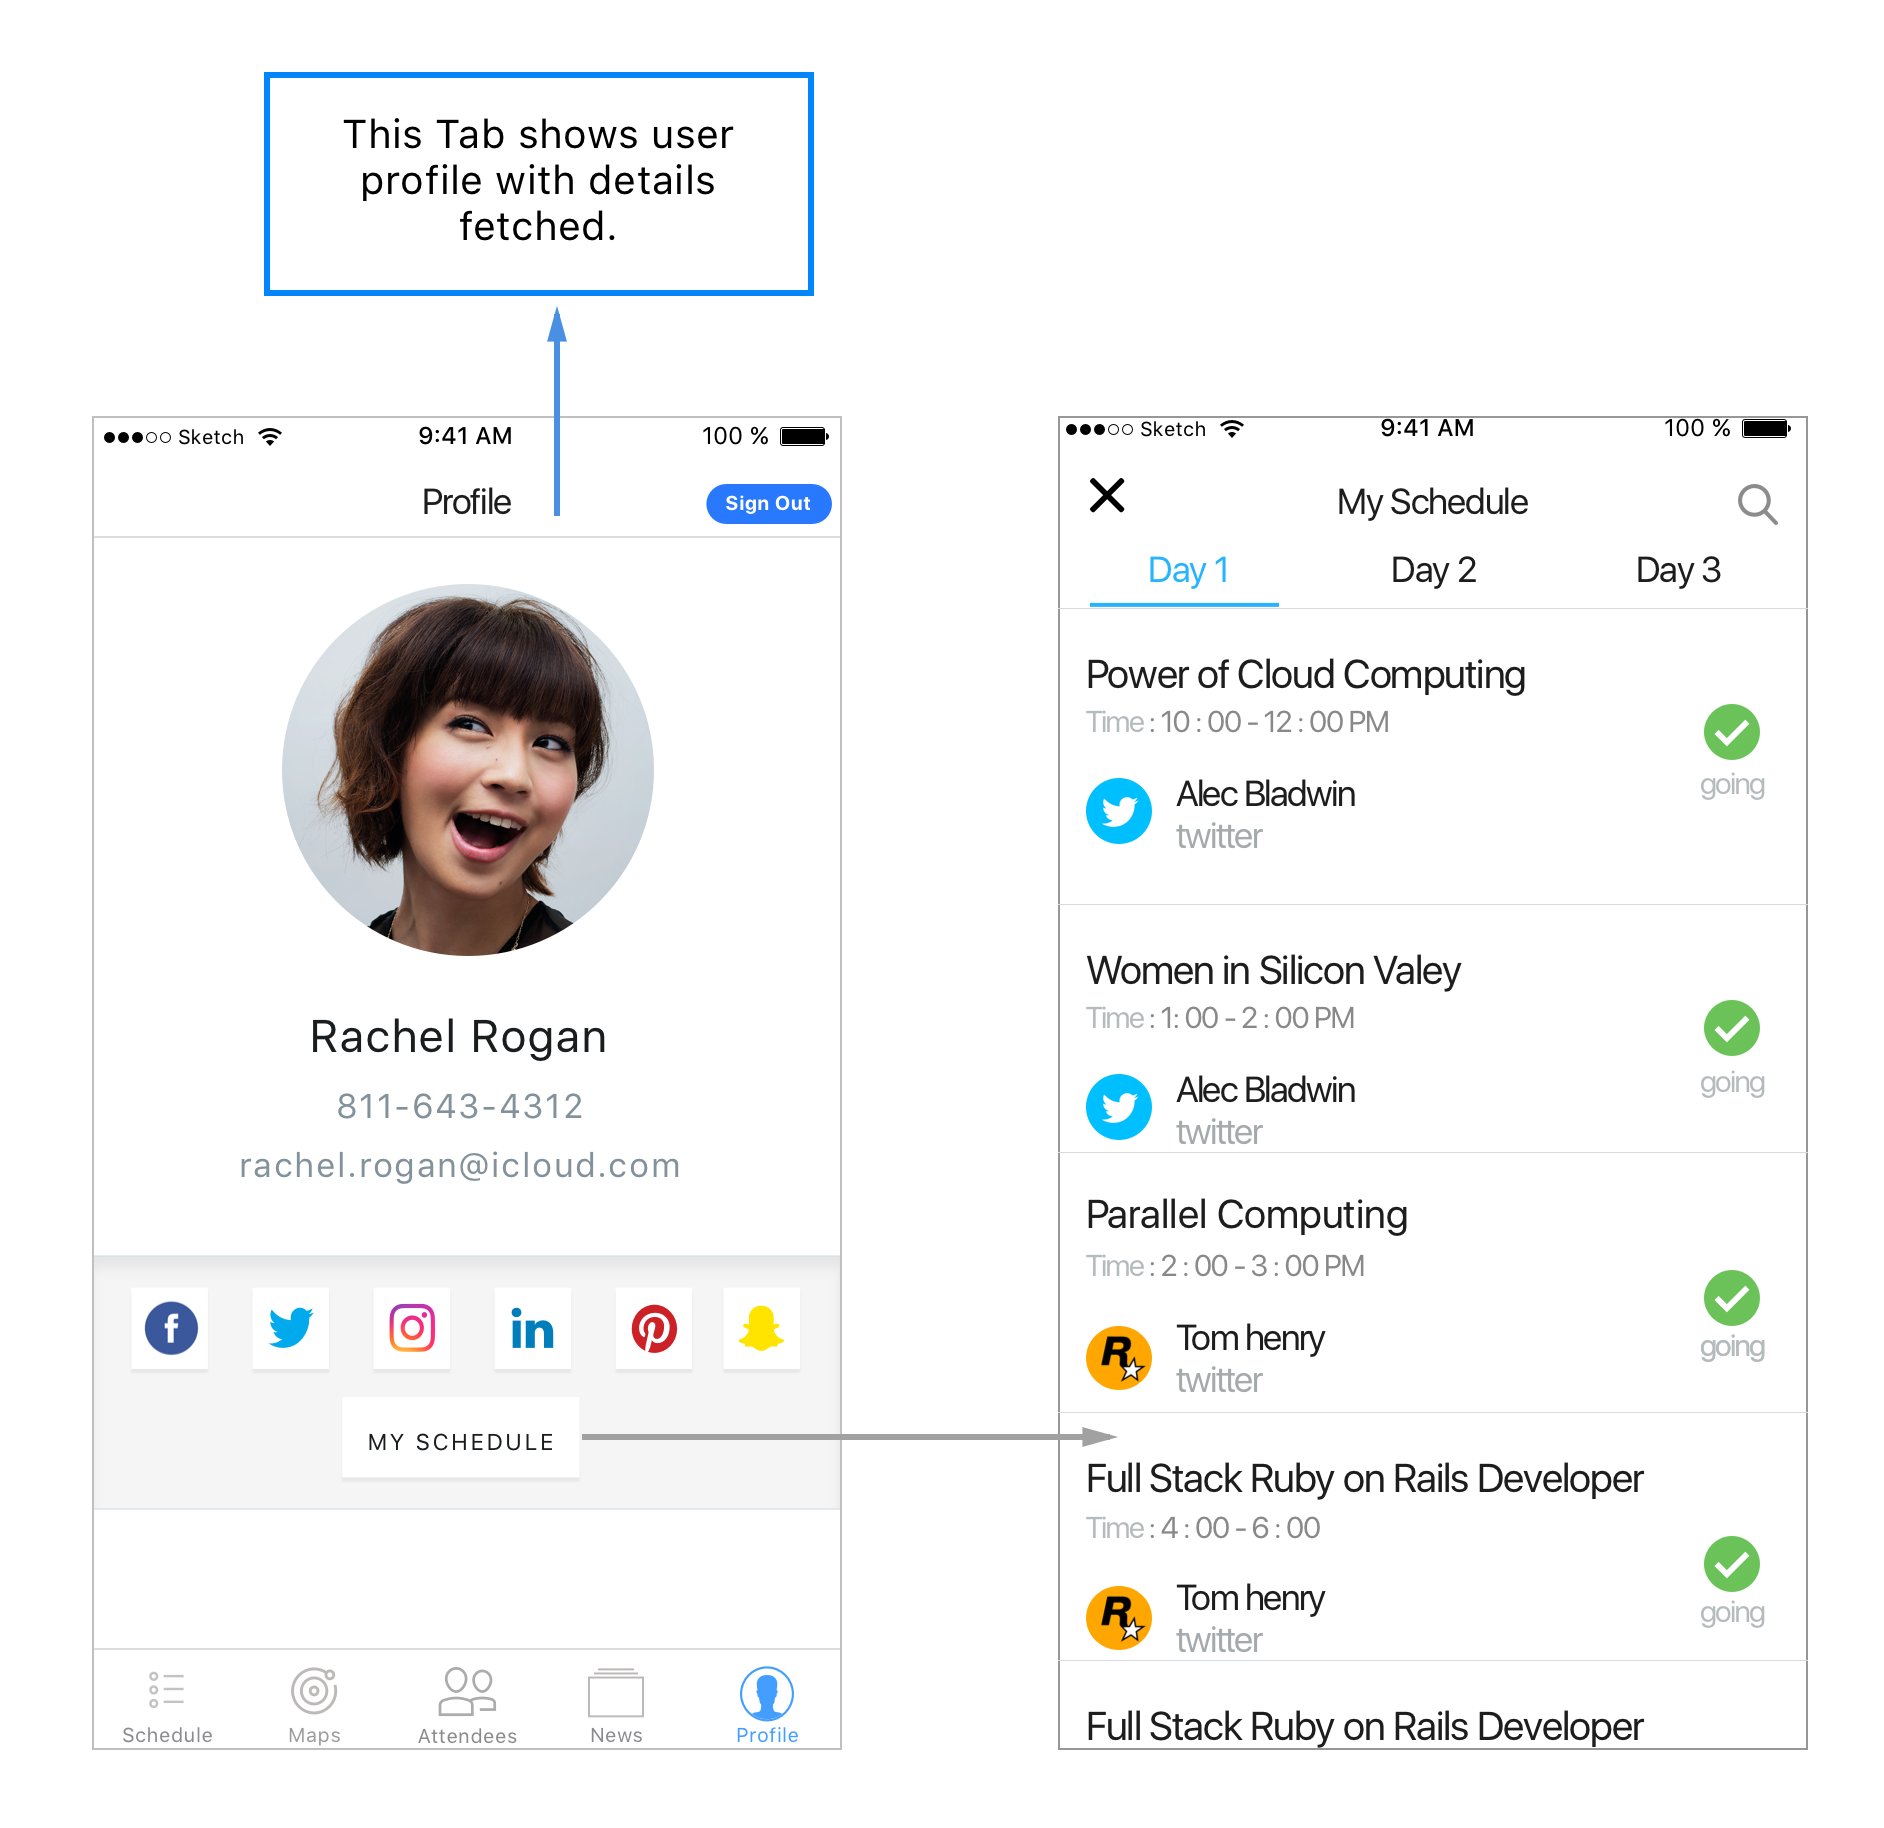 This Tab shows user
profile with details
fetched.
Sketch 9:41 AM 100 %
Profile Sign Out
Rachel Rogan
811-643-4312
rachel.rogan@icloud.com
MY SCHEDULE
Schedule Maps Attendees News Profile
Sketch 9:41 AM 100 %
My Schedule
Day 1 Day 2 Day 3
Power of Cloud Computing
Time : 10 : 00 - 12 : 00 PM
going
Alec Bladwin
twitter
Women in Silicon Valey
Time : 1: 00 - 2 : 00 PM
going
Alec Bladwin
twitter
Parallel Computing
Time : 2 : 00 - 3 : 00 PM
going
Tom henry
twitter
Full Stack Ruby on Rails Developer
Time : 4 : 00 - 6 : 00
going
Tom henry
twitter
Full Stack Ruby on Rails Developer